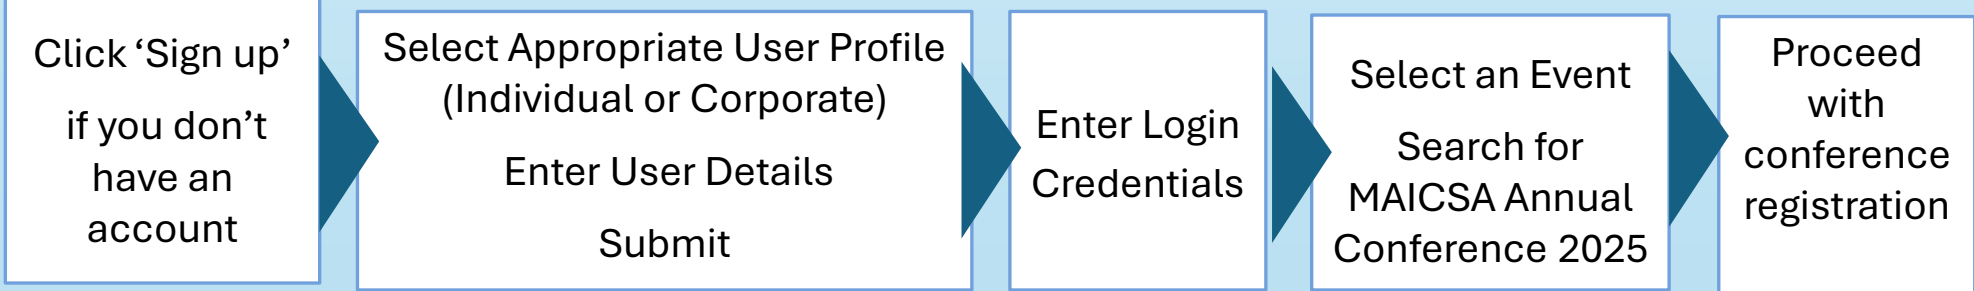 Click ‘Sign up’
if you don’t
have an
account
Select Appropriate User Profile
(Individual or Corporate)
Enter User Details
Submit
Enter Login
Credentials
Select an Event
Search for
MAICSA Annual
Conference 2025
Proceed
with
conference
registration